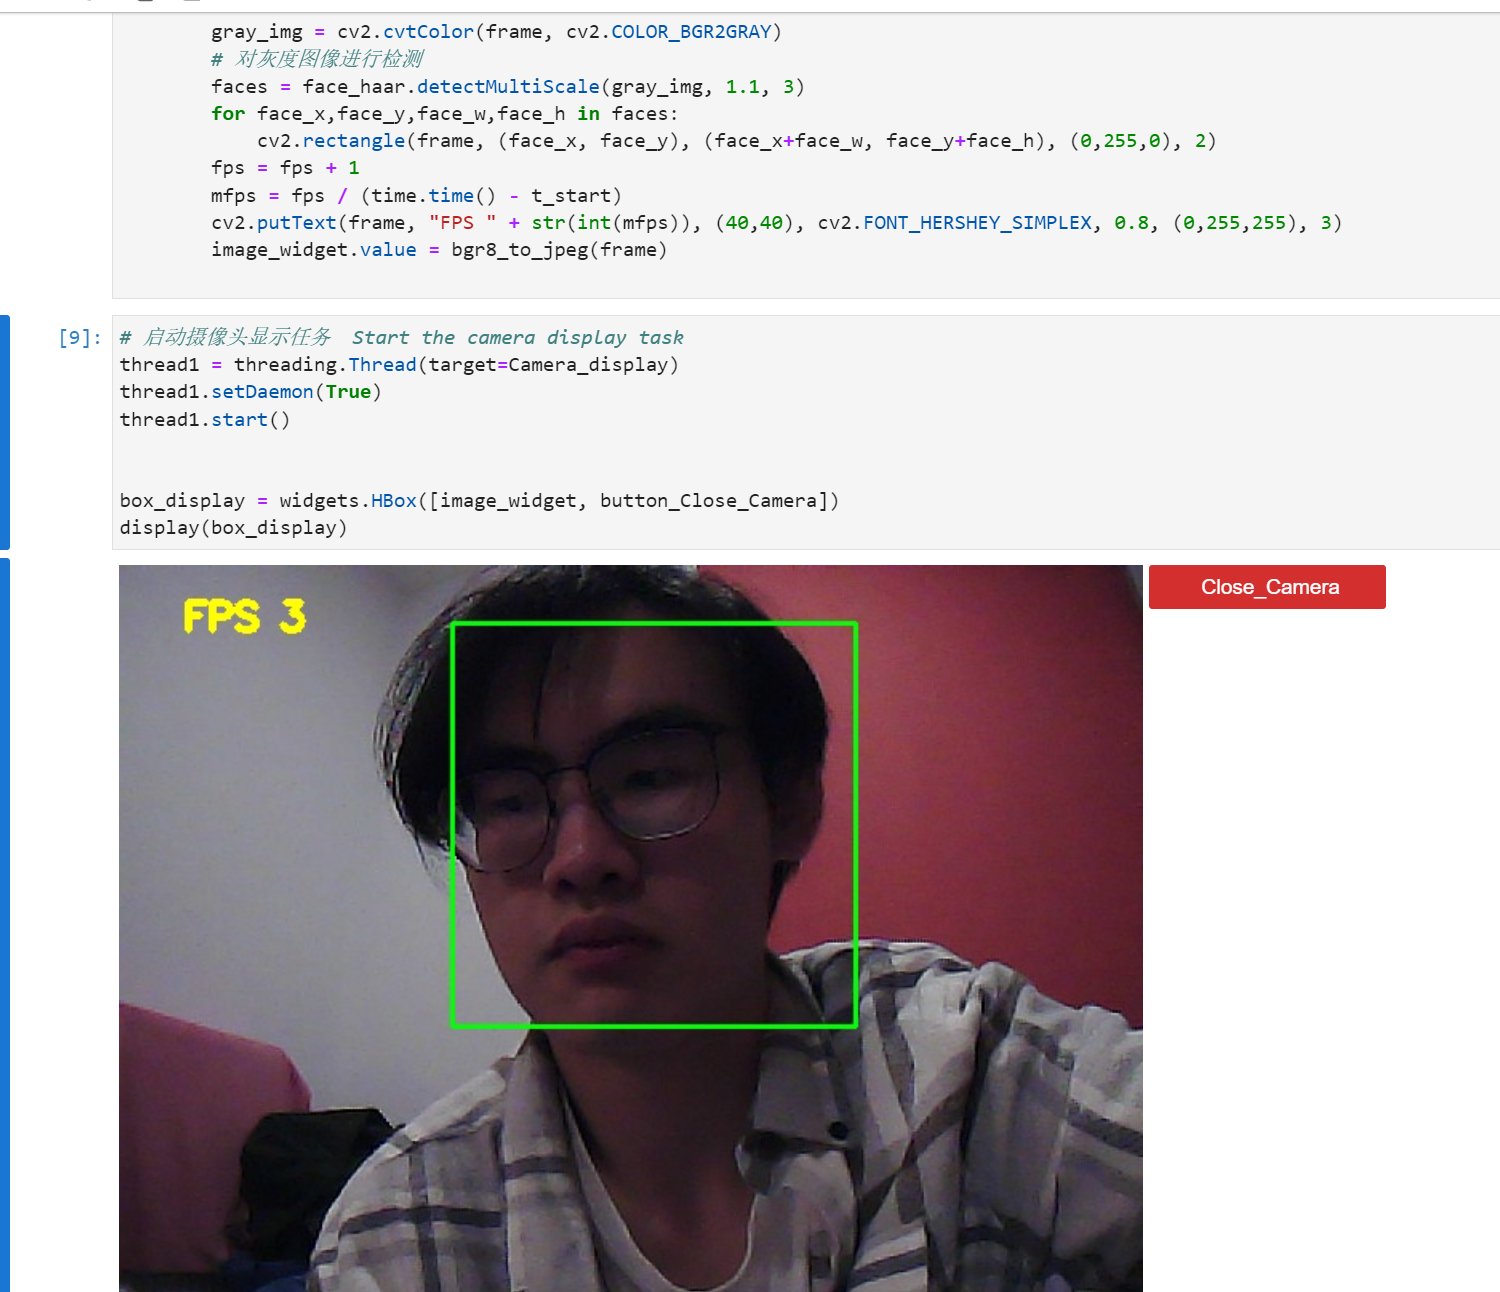 gray_img = cv2.cvtColor(frame, cv2.COLOR_BGR2GRAY)
# 对灰度图像进行检测
faces = face_haar.detectMultiScale(gray_img, 1.1, 3)
for face_x,face_y,face_w,face_h in faces:
cv2.rectangle(frame, (face_x, face_y), (face_x+face_w, face_y+face_h), (0,255,0), 2)
fps = fps + 1
mfps = fps / (time.time() - t_start)
cv2.putText(frame, "FPS " + str(int(mfps)), (40,40), cv2.FONT_HERSHEY_SIMPLEX, 0.8, (0,255,255), 3)
image_widget.value = bgr8_to_jpeg(frame)
[9]: # 启动摄像头显示任务  Start the camera display task
thread1 = threading.Thread(target=Camera_display)
thread1.setDaemon(True)
thread1.start()
box_display = widgets.HBox([image_widget, button_Close_Camera])
display(box_display)
FPS 3
Close_Camera